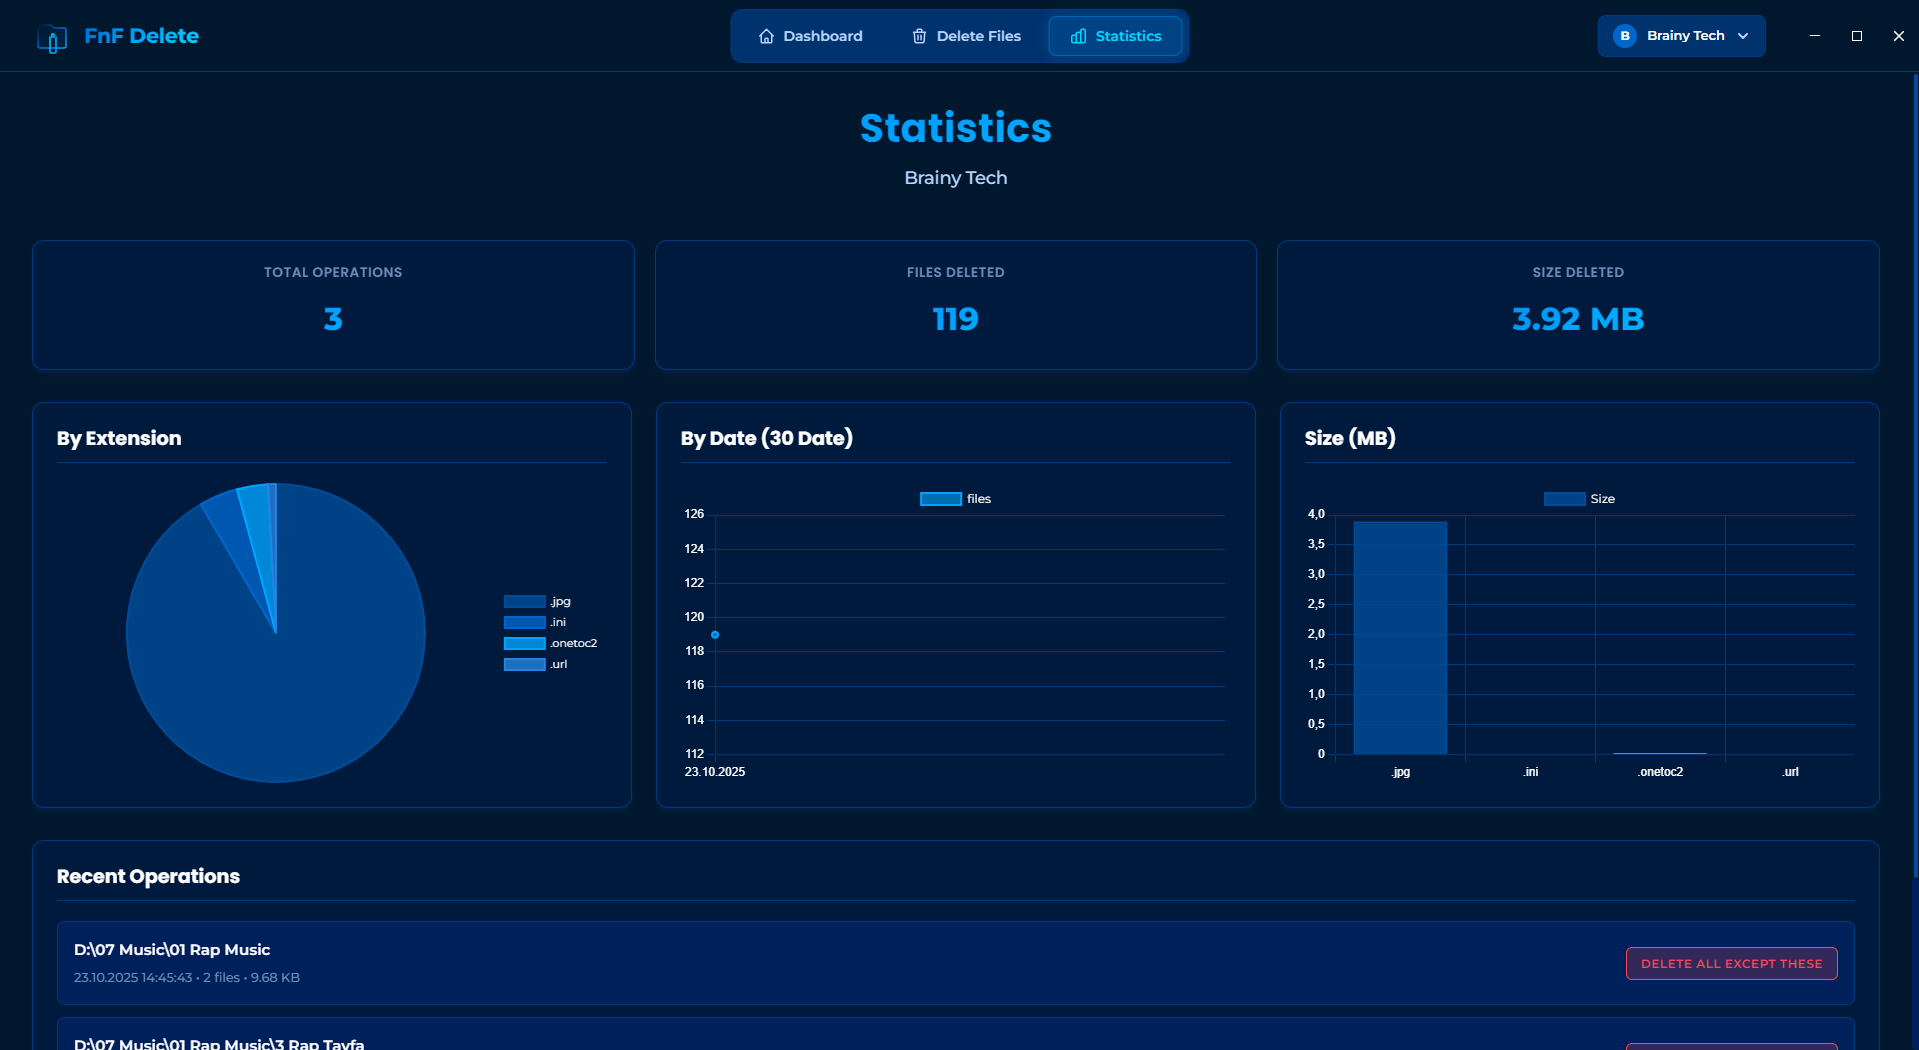 FnF Delete
Dashboard
Delete Files
Statistics
B
Brainy Tech
Statistics
Brainy Tech
TOTAL OPERATIONS
3
FILES DELETED
119
SIZE DELETED
3.92 MB
By Extension
.jpg
.ini
.onetoc2
.url
By Date (30 Date)
files
126
124
122
120
118
116
114
112
23.10.2025
Size (MB)
Size
4,0
3,5
3,0
2,5
2,0
1,5
1,0
0,5
0
.jpg
.ini
.onetoc2
.url
Recent Operations
D:\07 Music\01 Rap Music
23.10.2025 14:45:43 • 2 files • 9.68 KB
DELETE ALL EXCEPT THESE
D:\07 Music\01 Rap Music\3 Rap Tayfa